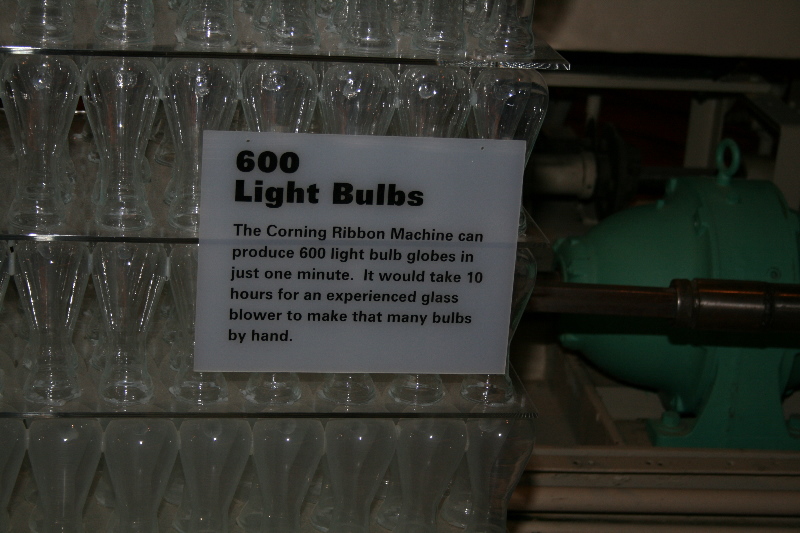 600
Light Bulbs
The Corning Ribbon Machine can
produce 600 light bulb globes in
just one minute. It would take 10
hours for an experienced glass
blower to make that many bulbs
by hand.